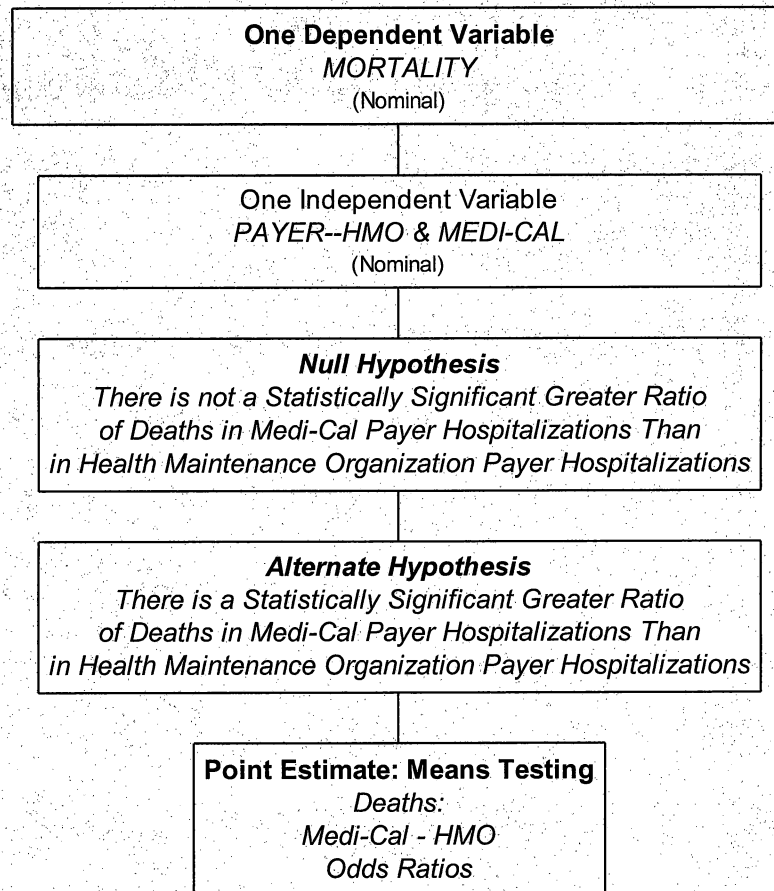 One Dependent Variable
MORTALITY
(Nominal)
One Independent Variable
PAYER--HMO & MEDI-CAL
(Nominal)
Null Hypothesis
There is not a Statistically Significant Greater Ratio
of Deaths in Medi-Cal Payer Hospitalizations Than
in Health Maintenance Organization Payer Hospitalizations
Alternate Hypothesis
There is a Statistically Significant Greater Ratio
of Deaths in Medi-Cal Payer Hospitalizations Than
in Health Maintenance Organization Payer Hospitalizations
Point Estimate: Means Testing
Deaths:
Medi-Cal - HMO
Odds Ratios